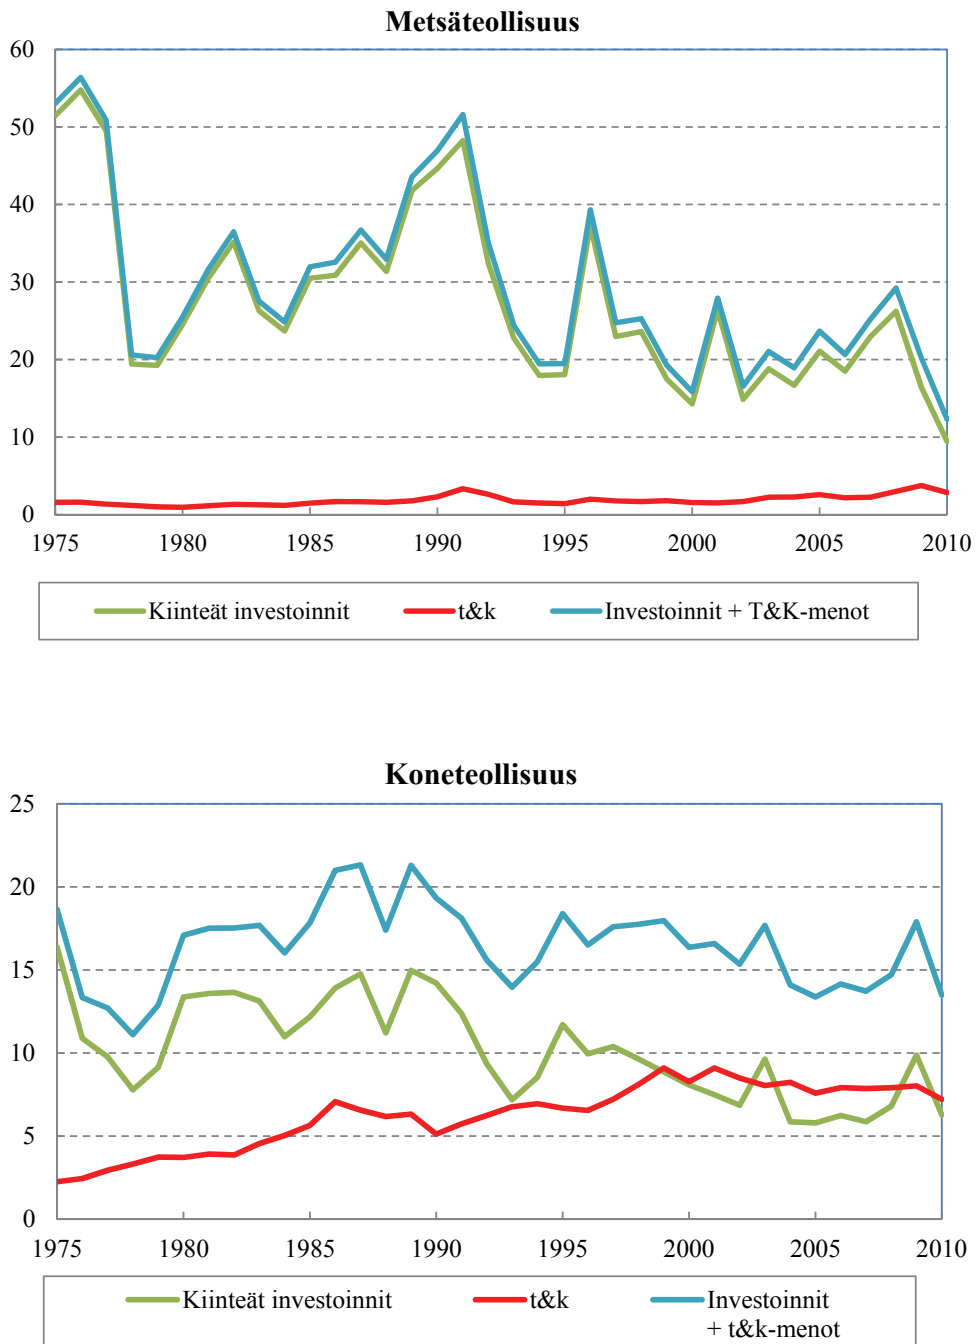 Metsäteollisuus
60
50
40
30
20
10
0
1975 1980 1985 1990 1995 2000 2005 2010
Kiinteät investoinnit t&k Investoinnit + T&K-menot
Koneteollisuus
25
20
15
10
5
0
1975 1980 1985 1990 1995 2000 2005 2010
Kiinteät investoinnit t&k Investoinnit
+ t&k-menot